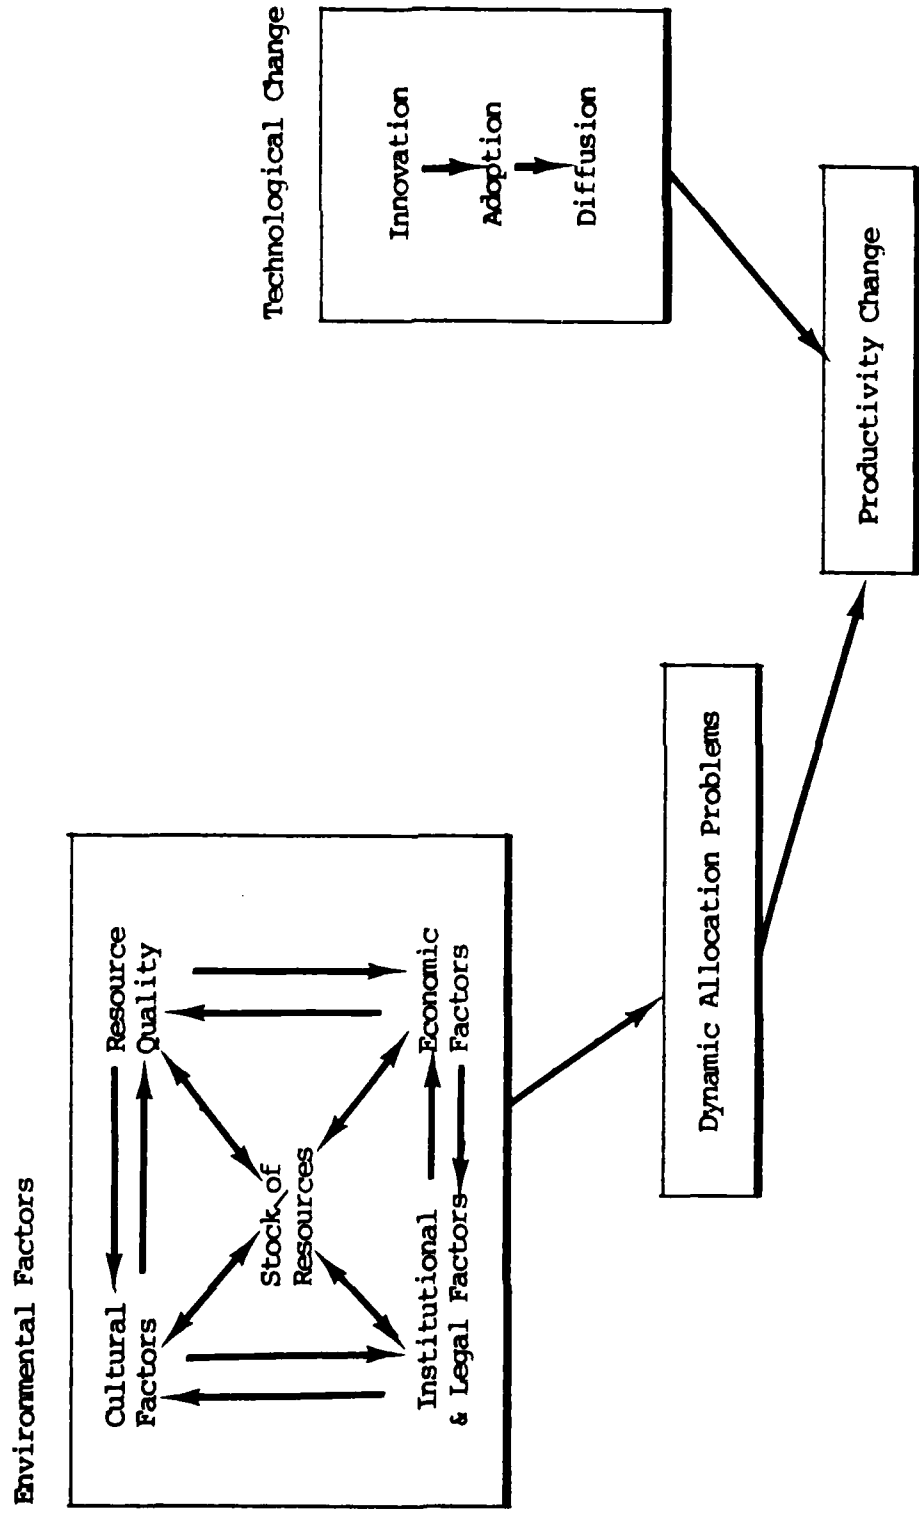 Environmental Factors
Cultural
Factors
Resource
Quality
Stock of
Resources
Institutional
& Legal Factors
Economic
Factors
Technological Change
Innovation
Adoption
Diffusion
Dynamic Allocation Problems
Productivity Change